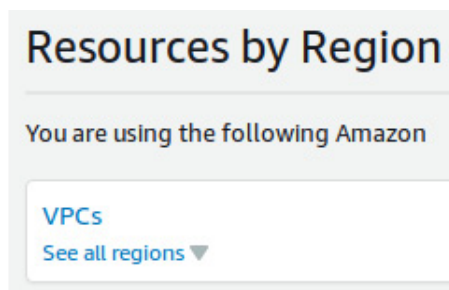 Resources by Region
You are using the following Amazon
VPCs
See all regions